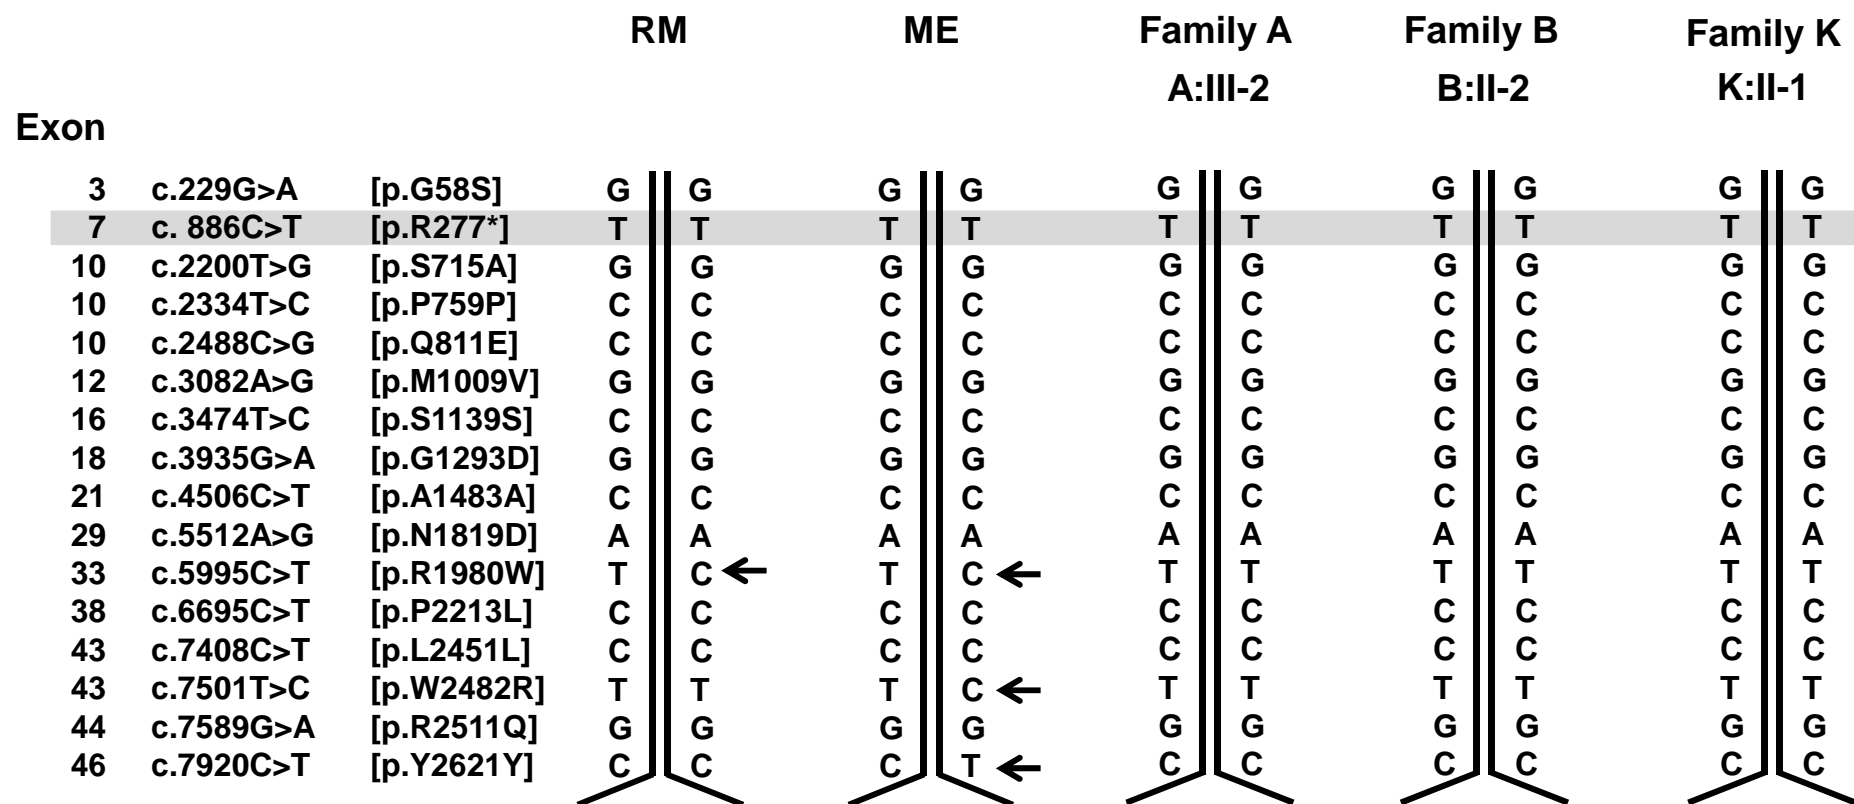 RM ME Family A Family B Family K
A:III-2 B:II-2 K:II-1
Exon
3 c.229G>A [p.G58S] G G G G G G G G G G
7 c. 886C>T [p.R277*] T T T T T T T T T T
10 c.2200T>G [p.S715A] G G G G G G G G G G
10 c.2334T>C [p.P759P] C C C C C C C C C C
10 c.2488C>G [p.Q811E] C C C C C C C C C C
12 c.3082A>G [p.M1009V] G G G G G G G G G G
16 c.3474T>C [p.S1139S] C C C C C C C C C C
18 c.3935G>A [p.G1293D] G G G G G G G G G G
21 c.4506C>T [p.A1483A] C C C C C C C C C C
29 c.5512A>G [p.N1819D] A A A A A A A A A A
33 c.5995C>T [p.R1980W] T C T C T T T T T T
38 c.6695C>T [p.P2213L] C C C C C C C C C C
43 c.7408C>T [p.L2451L] C C C C C C C C C C
43 c.7501T>C [p.W2482R] T T T C T T T T T T
44 c.7589G>A [p.R2511Q] G G G G G G G G G G
46 c.7920C>T [p.Y2621Y] C C C T C C C C C C